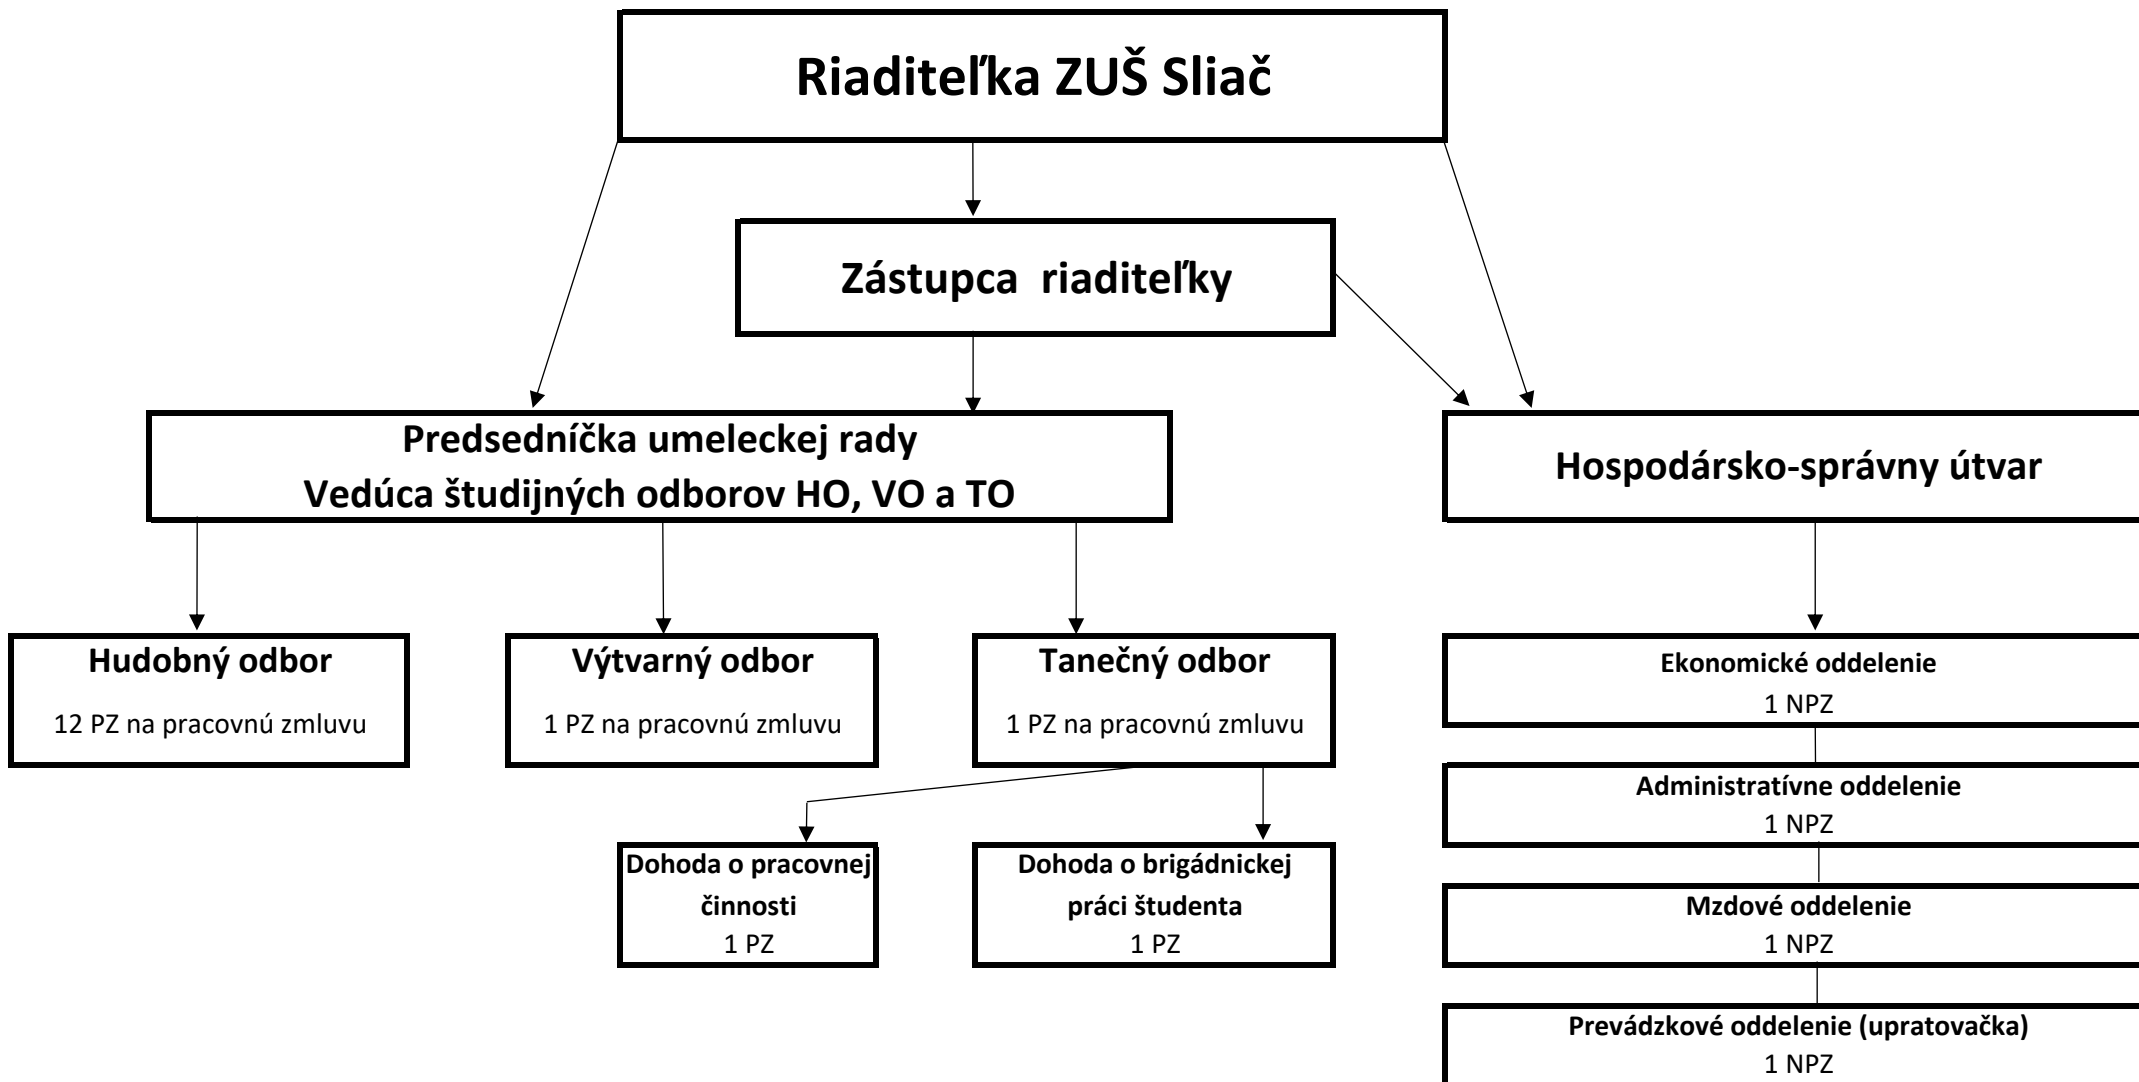 Riaditeľka ZUŠ Sliač
Zástupca riaditeľky
Predsedníčka umeleckej rady
Vedúca študijných odborov HO, VO a TO
Hospodársko-správny útvar
Hudobný odbor
12 PZ na pracovnú zmluvu
Výtvarný odbor
1 PZ na pracovnú zmluvu
Tanečný odbor
1 PZ na pracovnú zmluvu
Dohoda o pracovnej
činnosti
1 PZ
Dohoda o brigádnickej
práci študenta
1 PZ
Ekonomické oddelenie
1 NPZ
Administratívne oddelenie
1 NPZ
Mzdové oddelenie
1 NPZ
Prevádzkové oddelenie (upratovačka)
1 NPZ